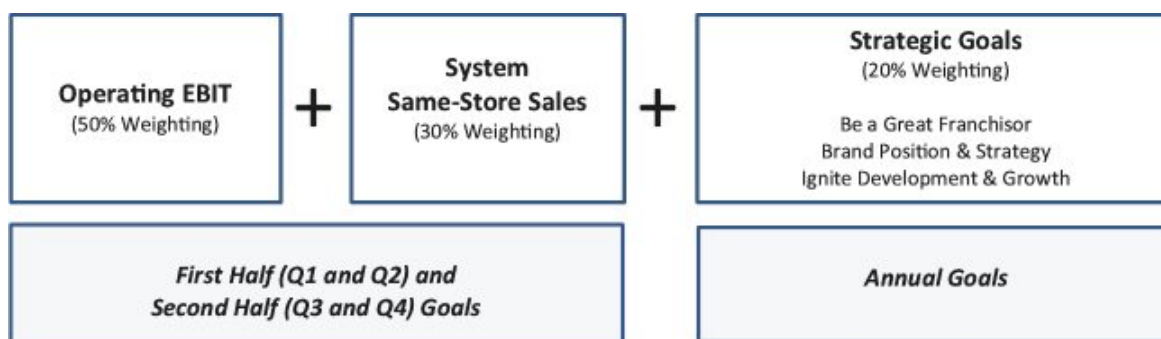 Operating EBIT
(50% Weighting)
+
System
Same-Store Sales
(30% Weighting)
+
Strategic Goals
(20% Weighting)
Be a Great Franchisor
Brand Position & Strategy
Ignite Development & Growth
First Half (Q1 and Q2) and
Second Half (Q3 and Q4) Goals
Annual Goals